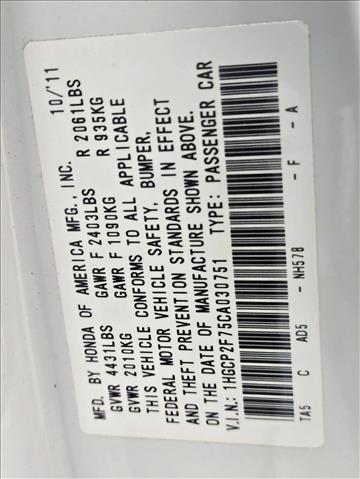 MFD. BY HONDA OF AMERICA MFG., INC. 10/'11
GVWR 4431LBS GAWR F 2403LBS R 2061LBS
GVWR 2010KG GAWR F 1090KG R 935KG
THIS VEHICLE CONFORMS TO ALL APPLICABLE
FEDERAL MOTOR VEHICLE SAFETY, BUMPER,
AND THEFT PREVENTION STANDARDS IN EFFECT
ON THE DATE OF MANUFACTURE SHOWN ABOVE.
V.I.N.: 1HGCP2F75CA030751 TYPE: PASSENGER CAR
TA5 C AD5 - NH578 - F - A